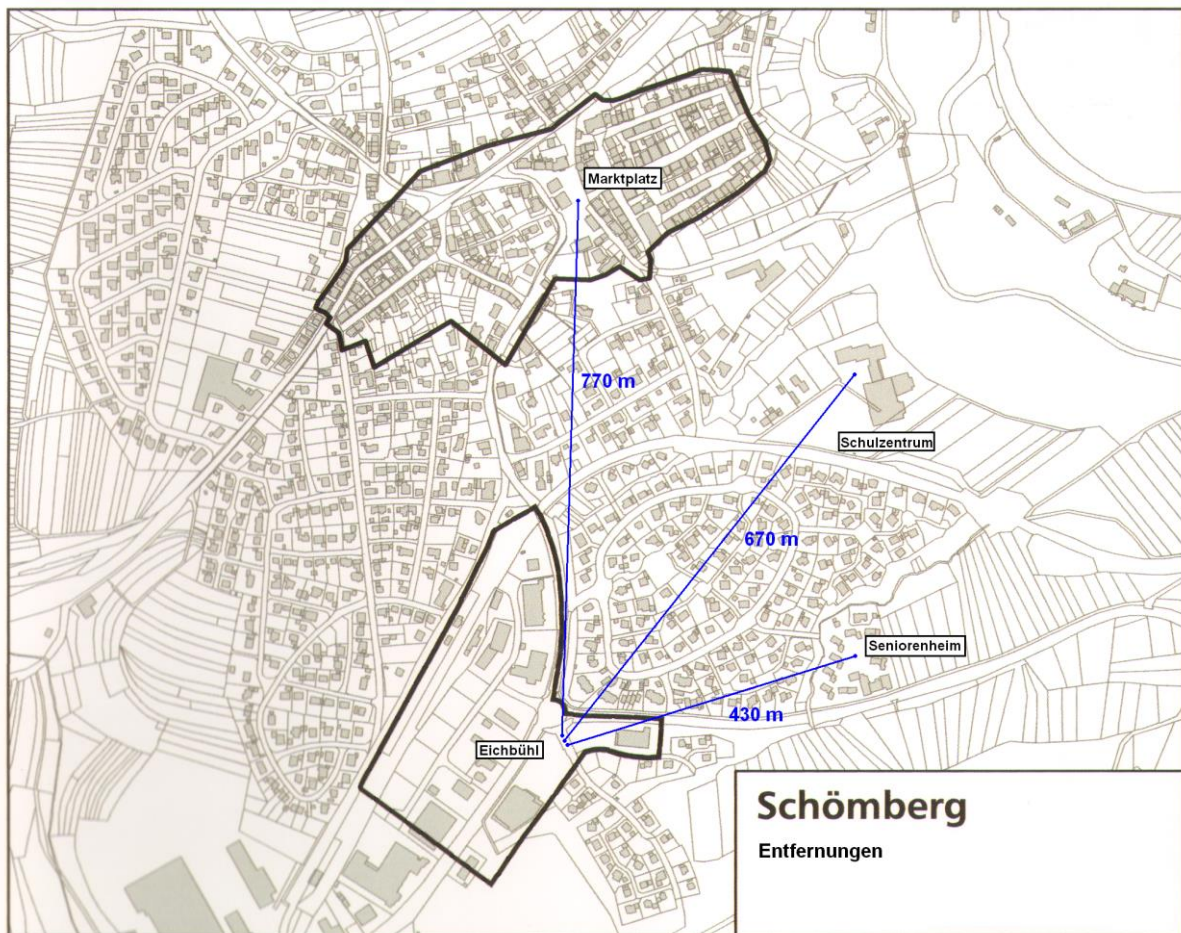 Marktplatz
770 m
Schulzentrum
670 m
Seniorenheim
430 m
Eichbühl
Schömberg
Entfernungen